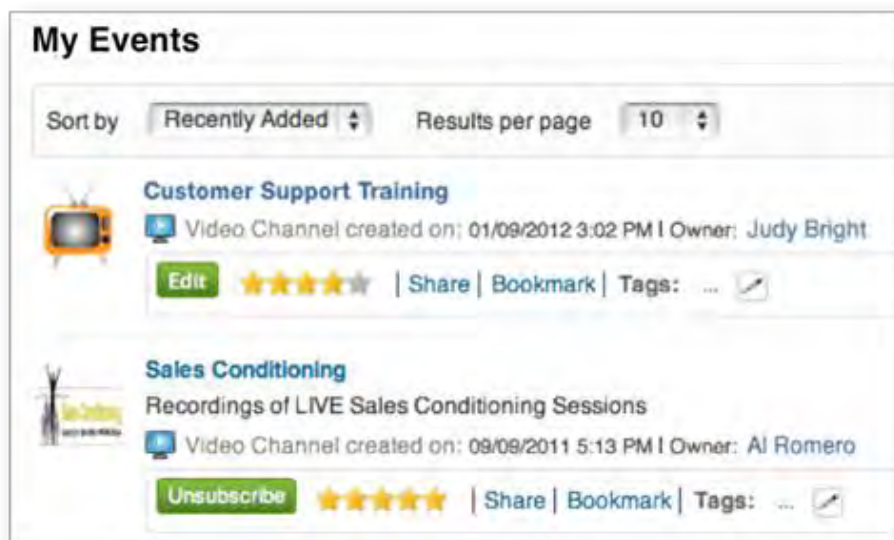 My Events
Sort by Recently Added Results per page 10
Customer Support Training
Video Channel created on: 01/09/2012 3:02 PM | Owner: Judy Bright
Edit | Share | Bookmark | Tags: ...
Sales Conditioning
Recordings of LIVE Sales Conditioning Sessions
Video Channel created on: 09/09/2011 5:13 PM | Owner: Al Romero
Unsubscribe | Share | Bookmark | Tags: ...